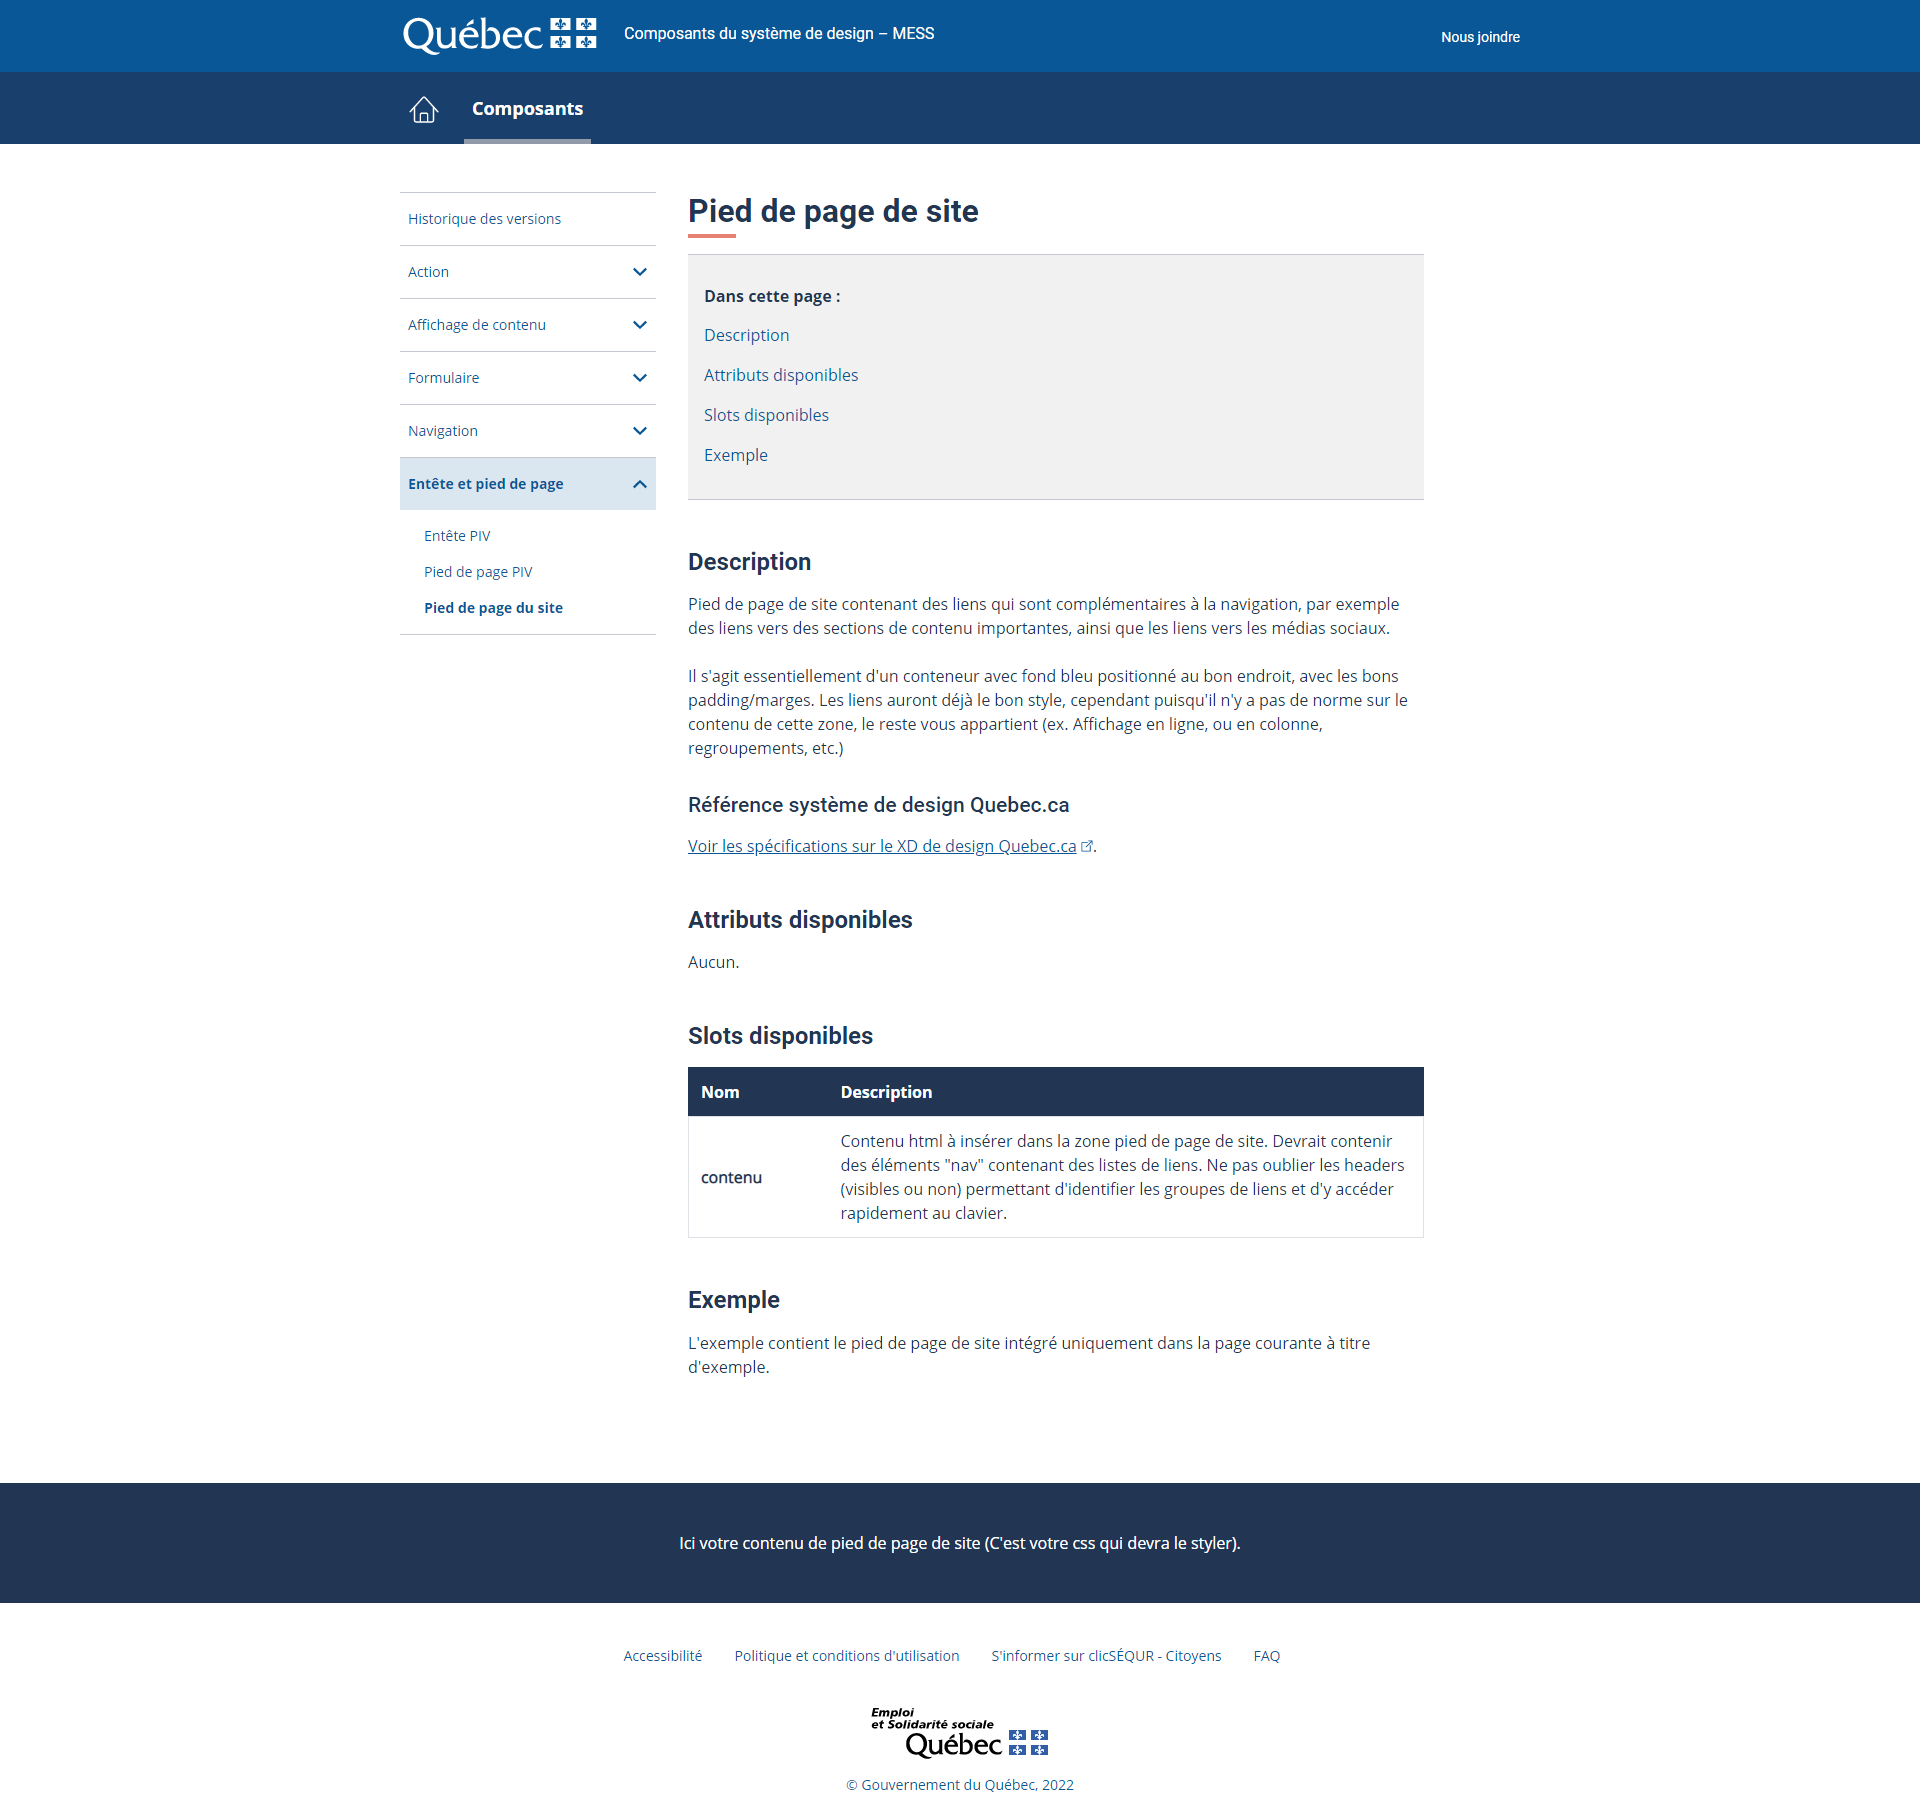 Québec
Composants du système de design – MESS
Nous joindre
Composants
Historique des versions
Action
Affichage de contenu
Formulaire
Navigation
Entête et pied de page
Entête PIV
Pied de page PIV
Pied de page du site
Pied de page de site
Dans cette page :
Description
Attributs disponibles
Slots disponibles
Exemple
Description
Pied de page de site contenant des liens qui sont complémentaires à la navigation, par exemple
des liens vers des sections de contenu importantes, ainsi que les liens vers les médias sociaux.
Il s'agit essentiellement d'un conteneur avec fond bleu positionné au bon endroit, avec les bons
padding/marges. Les liens auront déjà le bon style, cependant puisqu'il n'y a pas de norme sur le
contenu de cette zone, le reste vous appartient (ex. Affichage en ligne, ou en colonne,
regroupements, etc.)
Référence système de design Quebec.ca
Voir les spécifications sur le XD de design Quebec.ca.
Attributs disponibles
Aucun.
Slots disponibles
Nom Description
contenu
Contenu html à insérer dans la zone pied de page de site. Devrait contenir
des éléments "nav" contenant des listes de liens. Ne pas oublier les headers
(visibles ou non) permettant d'identifier les groupes de liens et d'y accéder
rapidement au clavier.
Exemple
L'exemple contient le pied de page de site intégré uniquement dans la page courante à titre
d'exemple.
Ici votre contenu de pied de page de site (C'est votre css qui devra le styler).
Accessibilité Politique et conditions d'utilisation S'informer sur clicSÉQUR - Citoyens FAQ
Emploi
et Solidarité sociale
Québec
© Gouvernement du Québec, 2022